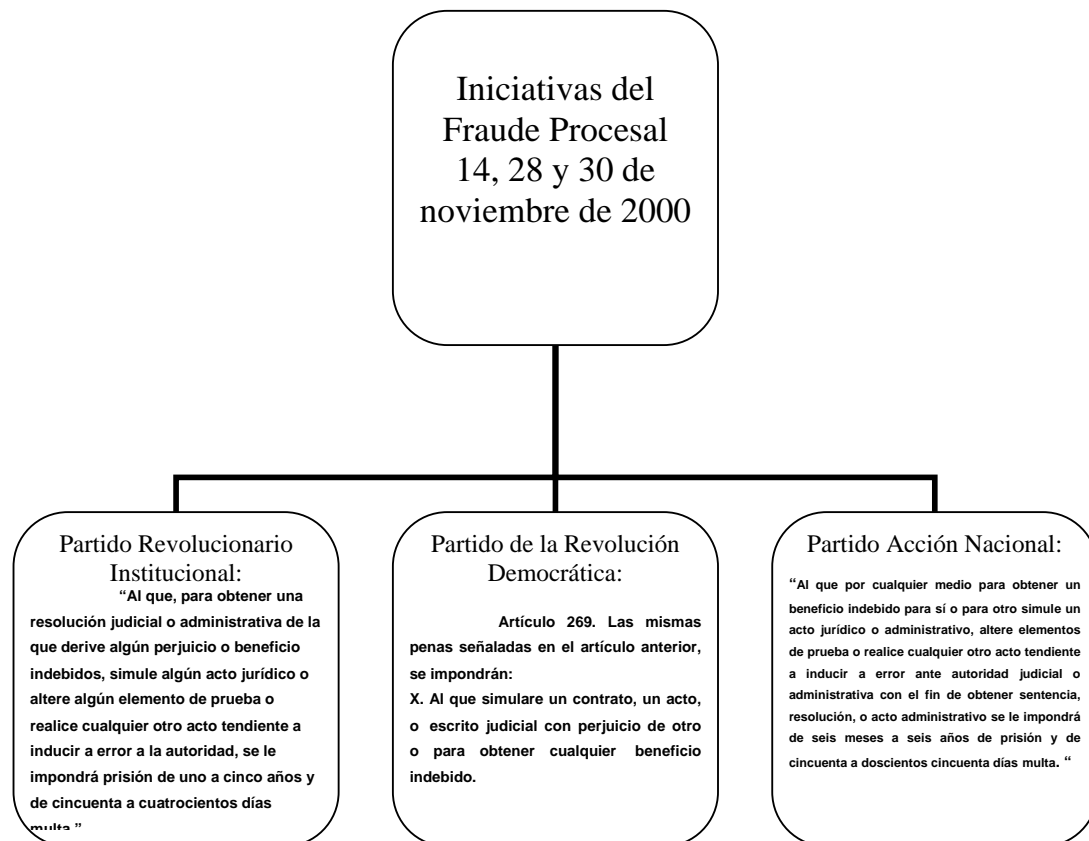 Iniciativas del
Fraude Procesal
14, 28 y 30 de
noviembre de 2000
Partido Revolucionario
Institucional:
“Al que, para obtener una
resolución judicial o administrativa de la
que derive algún perjuicio o beneficio
indebidos, simule algún acto jurídico o
altere algún elemento de prueba o
realice cualquier otro acto tendiente a
inducir a error a la autoridad, se le
impondrá prisión de uno a cinco años y
de cincuenta a cuatrocientos días
multa.”
Partido de la Revolución
Democrática:
Artículo 269. Las mismas
penas señaladas en el artículo anterior,
se impondrán:
X. Al que simulare un contrato, un acto,
o escrito judicial con perjuicio de otro
o para obtener cualquier beneficio
indebido.
Partido Acción Nacional:
“Al que por cualquier medio para obtener un
beneficio indebido para sí o para otro simule un
acto jurídico o administrativo, altere elementos
de prueba o realice cualquier otro acto tendiente
a inducir a error ante autoridad judicial o
administrativa con el fin de obtener sentencia,
resolución, o acto administrativo se le impondrá
de seis meses a seis años de prisión y de
cincuenta a doscientos cincuenta días multa. “